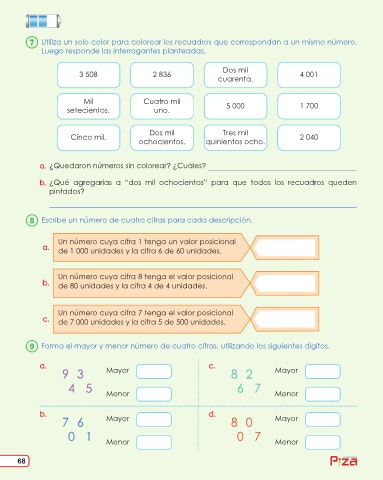 7 Utiliza un solo color para colorear los recuadros que correspondan a un mismo número.
Luego responde las interrogantes planteadas.
3 508
2 836
Dos mil
cuarenta.
4 001
Mil
setecientos.
Cuatro mil
uno.
5 000
1 700
Cinco mil.
Dos mil
ochocientos.
Tres mil
quinientos ocho.
2 040
a. ¿Quedaron números sin colorear? ¿Cuáles?
b. ¿Qué agregarías a “dos mil ochocientos” para que todos los recuadros queden
pintados?
8 Escribe un número de cuatro cifras para cada descripción.
a. Un número cuya cifra 1 tenga un valor posicional
de 1 000 unidades y la cifra 6 de 60 unidades.
b. Un número cuya cifra 8 tenga el valor posicional
de 80 unidades y la cifra 4 de 4 unidades.
c. Un número cuya cifra 7 tenga el valor posicional
de 7 000 unidades y la cifra 5 de 500 unidades.
9 Forma el mayor y menor número de cuatro cifras, utilizando los siguientes dígitos.
a. 9 3 Mayor
4 5 Menor
c. 8 2 Mayor
6 7 Menor
b. 7 6 Mayor
0 1 Menor
d. 8 0 Mayor
0 7 Menor
68